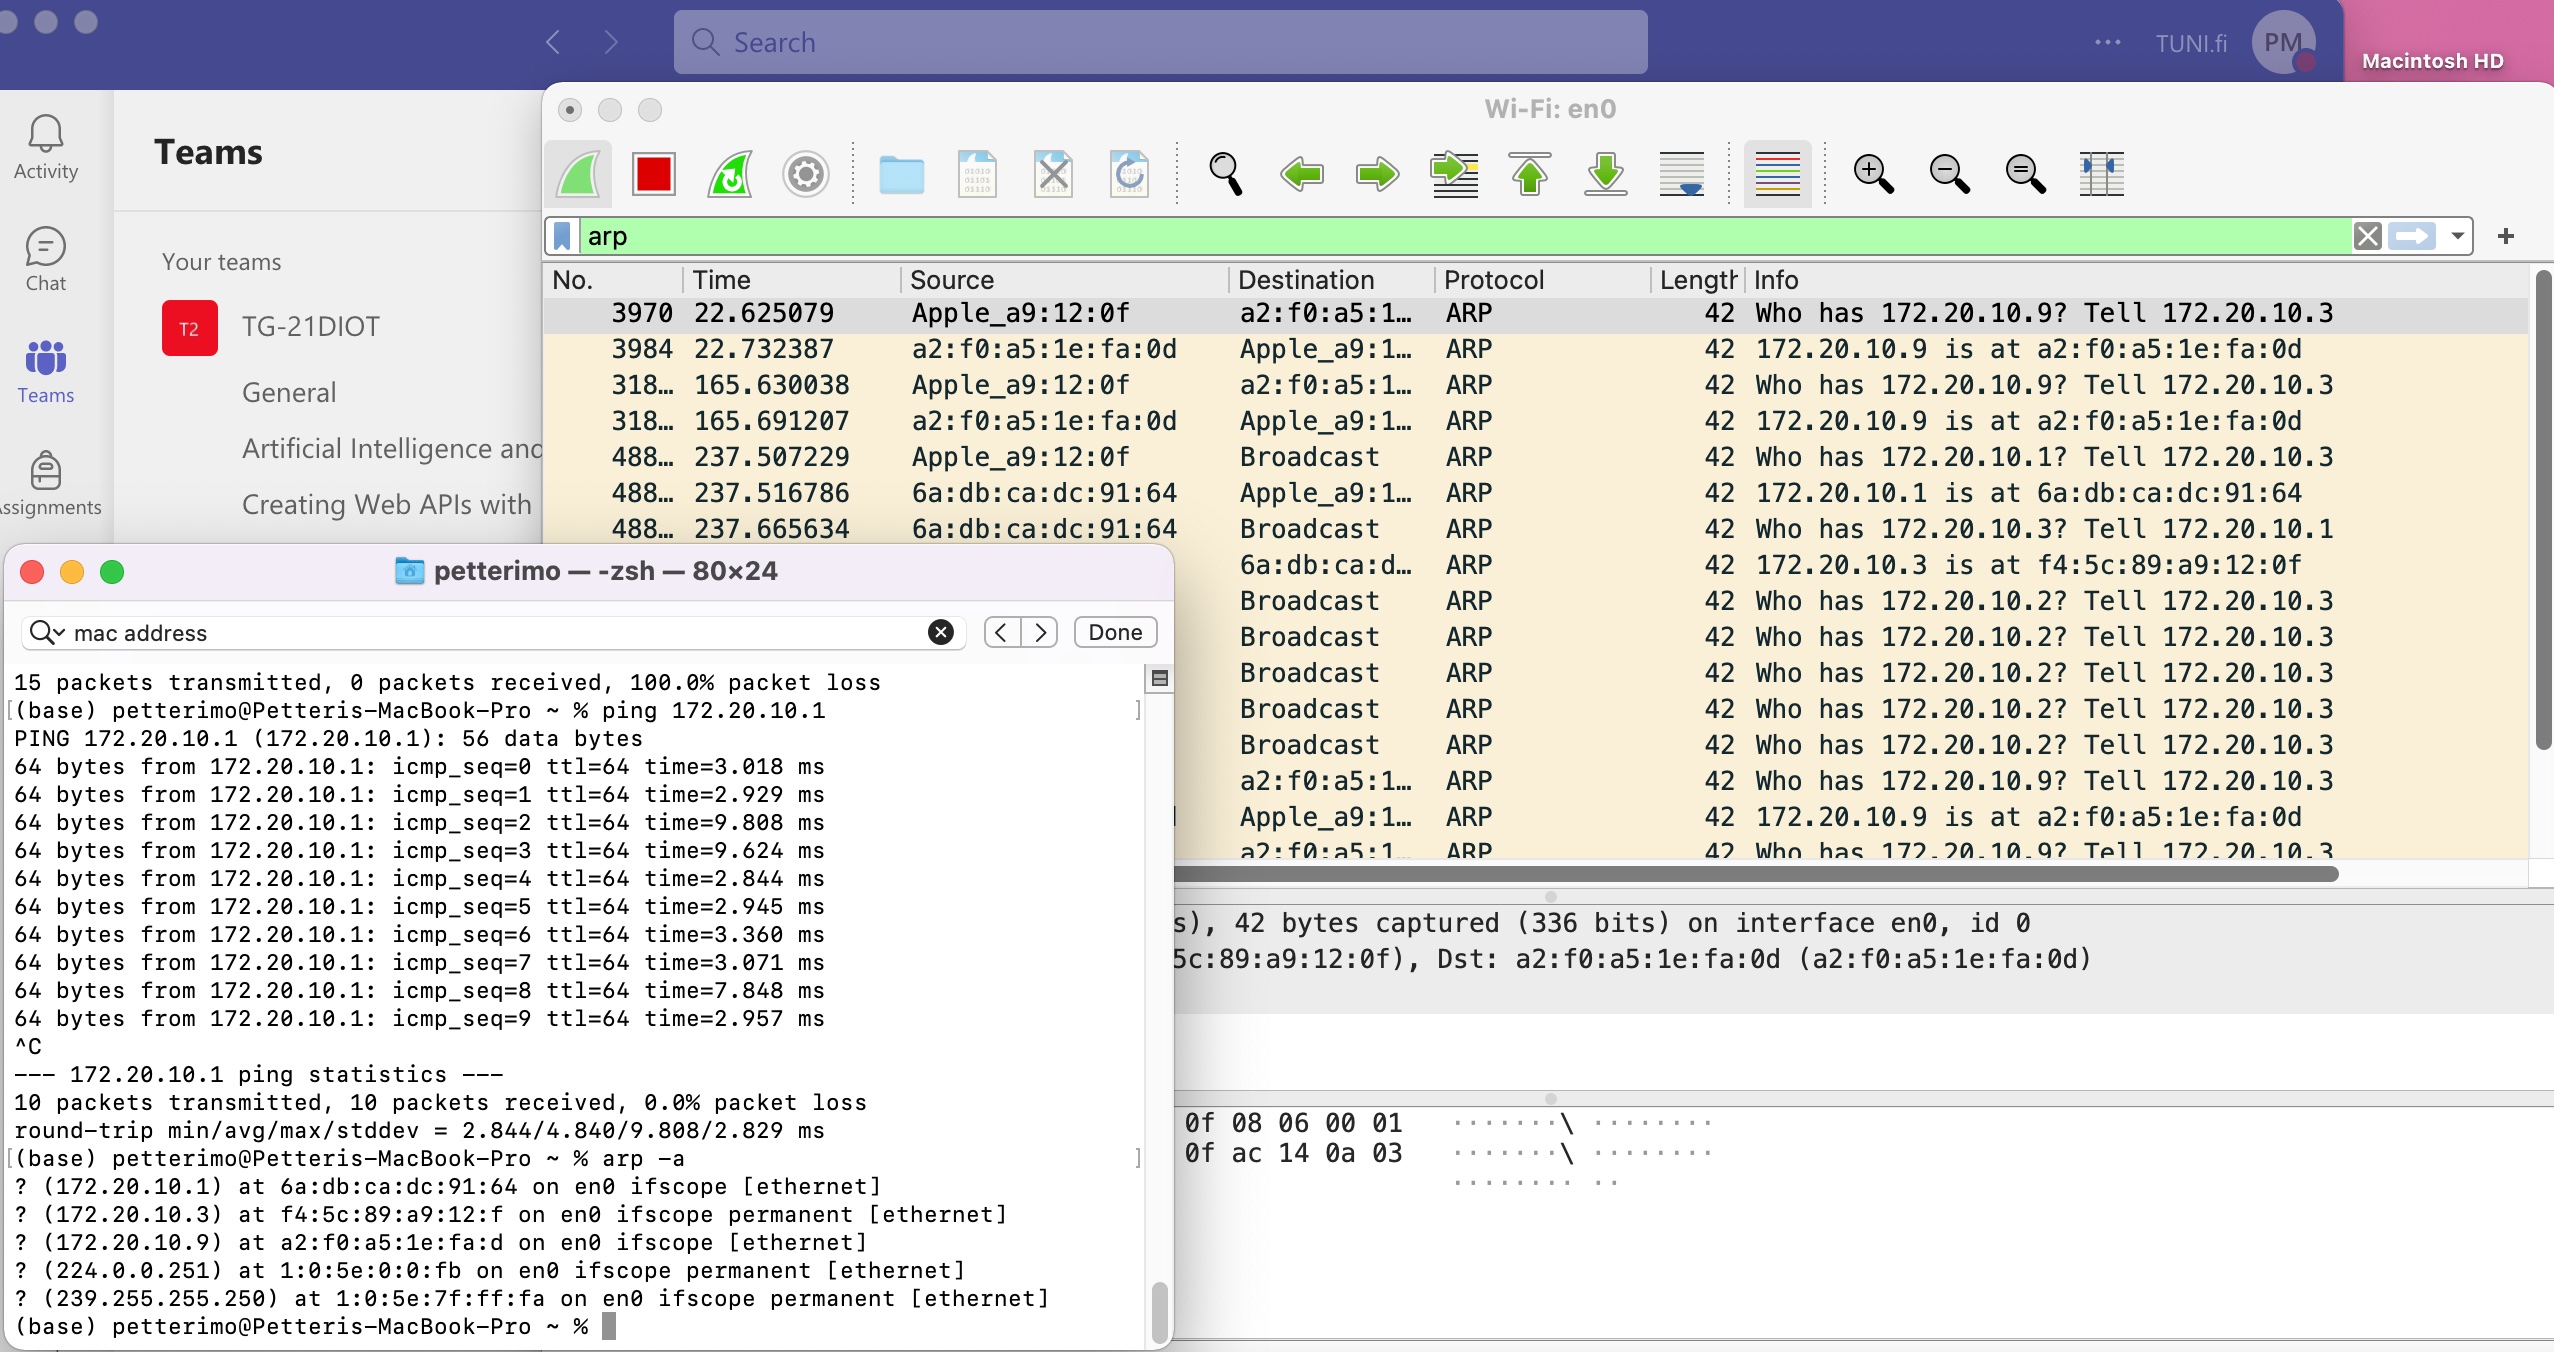 Search
TUNI.fi
PM
Macintosh HD
Activity
Chat
Teams
ssignments
Teams
Your teams
T2 TG-21DIOT
General
Artificial Intelligence and
Creating Web APIs with
Wi-Fi: en0
arp
No. Time Source Destination Protocol Length Info
3970 22.625079 Apple_a9:12:0f a2:f0:a5:1… ARP 42 Who has 172.20.10.9? Tell 172.20.10.3
3984 22.732387 a2:f0:a5:1e:fa:0d Apple_a9:1… ARP 42 172.20.10.9 is at a2:f0:a5:1e:fa:0d
318… 165.630038 Apple_a9:12:0f a2:f0:a5:1… ARP 42 Who has 172.20.10.9? Tell 172.20.10.3
318… 165.691207 a2:f0:a5:1e:fa:0d Apple_a9:1… ARP 42 172.20.10.9 is at a2:f0:a5:1e:fa:0d
488… 237.507229 Apple_a9:12:0f Broadcast ARP 42 Who has 172.20.10.1? Tell 172.20.10.3
488… 237.516786 6a:db:ca:dc:91:64 Apple_a9:1… ARP 42 172.20.10.1 is at 6a:db:ca:dc:91:64
488… 237.665634 6a:db:ca:dc:91:64 Broadcast ARP 42 Who has 172.20.10.3? Tell 172.20.10.1
6a:db:ca:d… ARP 42 172.20.10.3 is at f4:5c:89:a9:12:0f
Broadcast ARP 42 Who has 172.20.10.2? Tell 172.20.10.3
Broadcast ARP 42 Who has 172.20.10.2? Tell 172.20.10.3
Broadcast ARP 42 Who has 172.20.10.2? Tell 172.20.10.3
Broadcast ARP 42 Who has 172.20.10.2? Tell 172.20.10.3
Broadcast ARP 42 Who has 172.20.10.2? Tell 172.20.10.3
a2:f0:a5:1… ARP 42 Who has 172.20.10.9? Tell 172.20.10.3
Apple_a9:1… ARP 42 172.20.10.9 is at a2:f0:a5:1e:fa:0d
a2:f0:a5:1… ARP 42 Who has 172.20.10.9? Tell 172.20.10.3
s), 42 bytes captured (336 bits) on interface en0, id 0
5c:89:a9:12:0f), Dst: a2:f0:a5:1e:fa:0d (a2:f0:a5:1e:fa:0d)
0f 08 06 00 01 ·······\ ········
0f ac 14 0a 03 ·······\ ········
········ ··
petterimo — -zsh — 80×24
mac address
Done
15 packets transmitted, 0 packets received, 100.0% packet loss
[(base) petterimo@Petteris-MacBook-Pro ~ % ping 172.20.10.1 ]
PING 172.20.10.1 (172.20.10.1): 56 data bytes
64 bytes from 172.20.10.1: icmp_seq=0 ttl=64 time=3.018 ms
64 bytes from 172.20.10.1: icmp_seq=1 ttl=64 time=2.929 ms
64 bytes from 172.20.10.1: icmp_seq=2 ttl=64 time=9.808 ms
64 bytes from 172.20.10.1: icmp_seq=3 ttl=64 time=9.624 ms
64 bytes from 172.20.10.1: icmp_seq=4 ttl=64 time=2.844 ms
64 bytes from 172.20.10.1: icmp_seq=5 ttl=64 time=2.945 ms
64 bytes from 172.20.10.1: icmp_seq=6 ttl=64 time=3.360 ms
64 bytes from 172.20.10.1: icmp_seq=7 ttl=64 time=3.071 ms
64 bytes from 172.20.10.1: icmp_seq=8 ttl=64 time=7.848 ms
64 bytes from 172.20.10.1: icmp_seq=9 ttl=64 time=2.957 ms
^C
--- 172.20.10.1 ping statistics ---
10 packets transmitted, 10 packets received, 0.0% packet loss
round-trip min/avg/max/stddev = 2.844/4.840/9.808/2.829 ms
[(base) petterimo@Petteris-MacBook-Pro ~ % arp -a ]
? (172.20.10.1) at 6a:db:ca:dc:91:64 on en0 ifscope [ethernet]
? (172.20.10.3) at f4:5c:89:a9:12:f on en0 ifscope permanent [ethernet]
? (172.20.10.9) at a2:f0:a5:1e:fa:d on en0 ifscope [ethernet]
? (224.0.0.251) at 1:0:5e:0:0:fb on en0 ifscope permanent [ethernet]
? (239.255.255.250) at 1:0:5e:7f:ff:fa on en0 ifscope permanent [ethernet]
(base) petterimo@Petteris-MacBook-Pro ~ %